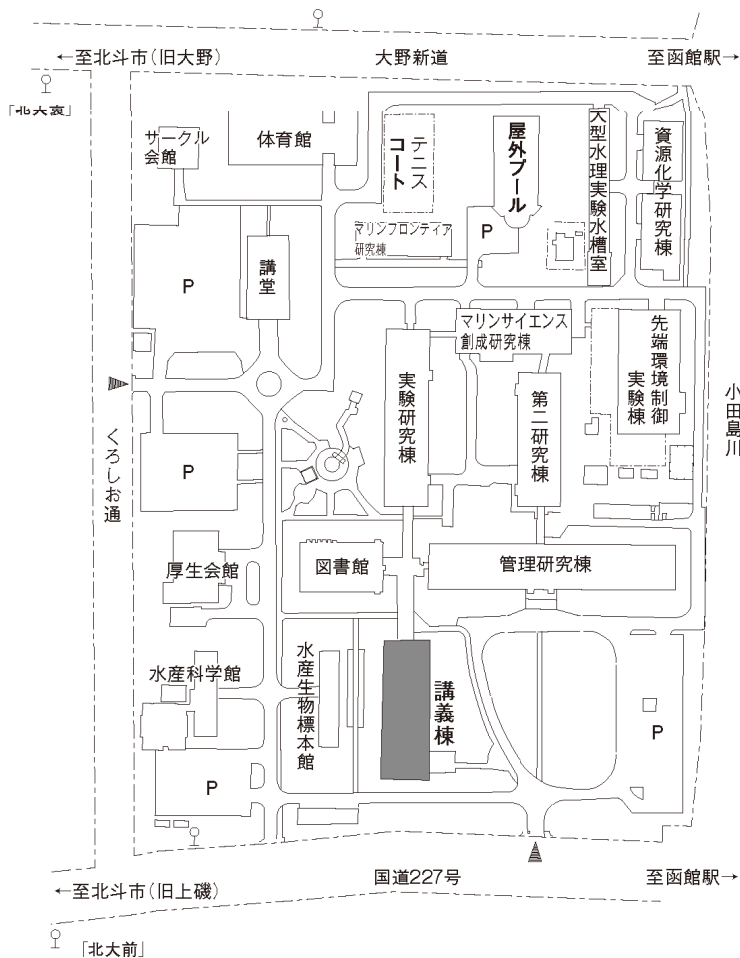 ←至北斗市(旧大野)
大野新道
至函館駅→
「北大裏」
サークル
会館
体育館
テニス
コート
屋外プール
大型水理実験水槽室
資源化学研究棟
マリンフロンティア
研究棟
P
P
講堂
マリンサイエンス
創成研究棟
先端環境制御
実験棟
実験研究棟
第二研究棟
小田島川
くろしお通
P
厚生会館
図書館
管理研究棟
水産科学館
水産生物標本館
講義棟
P
P
国道227号
←至北斗市(旧上磯)
至函館駅→
「北大前」